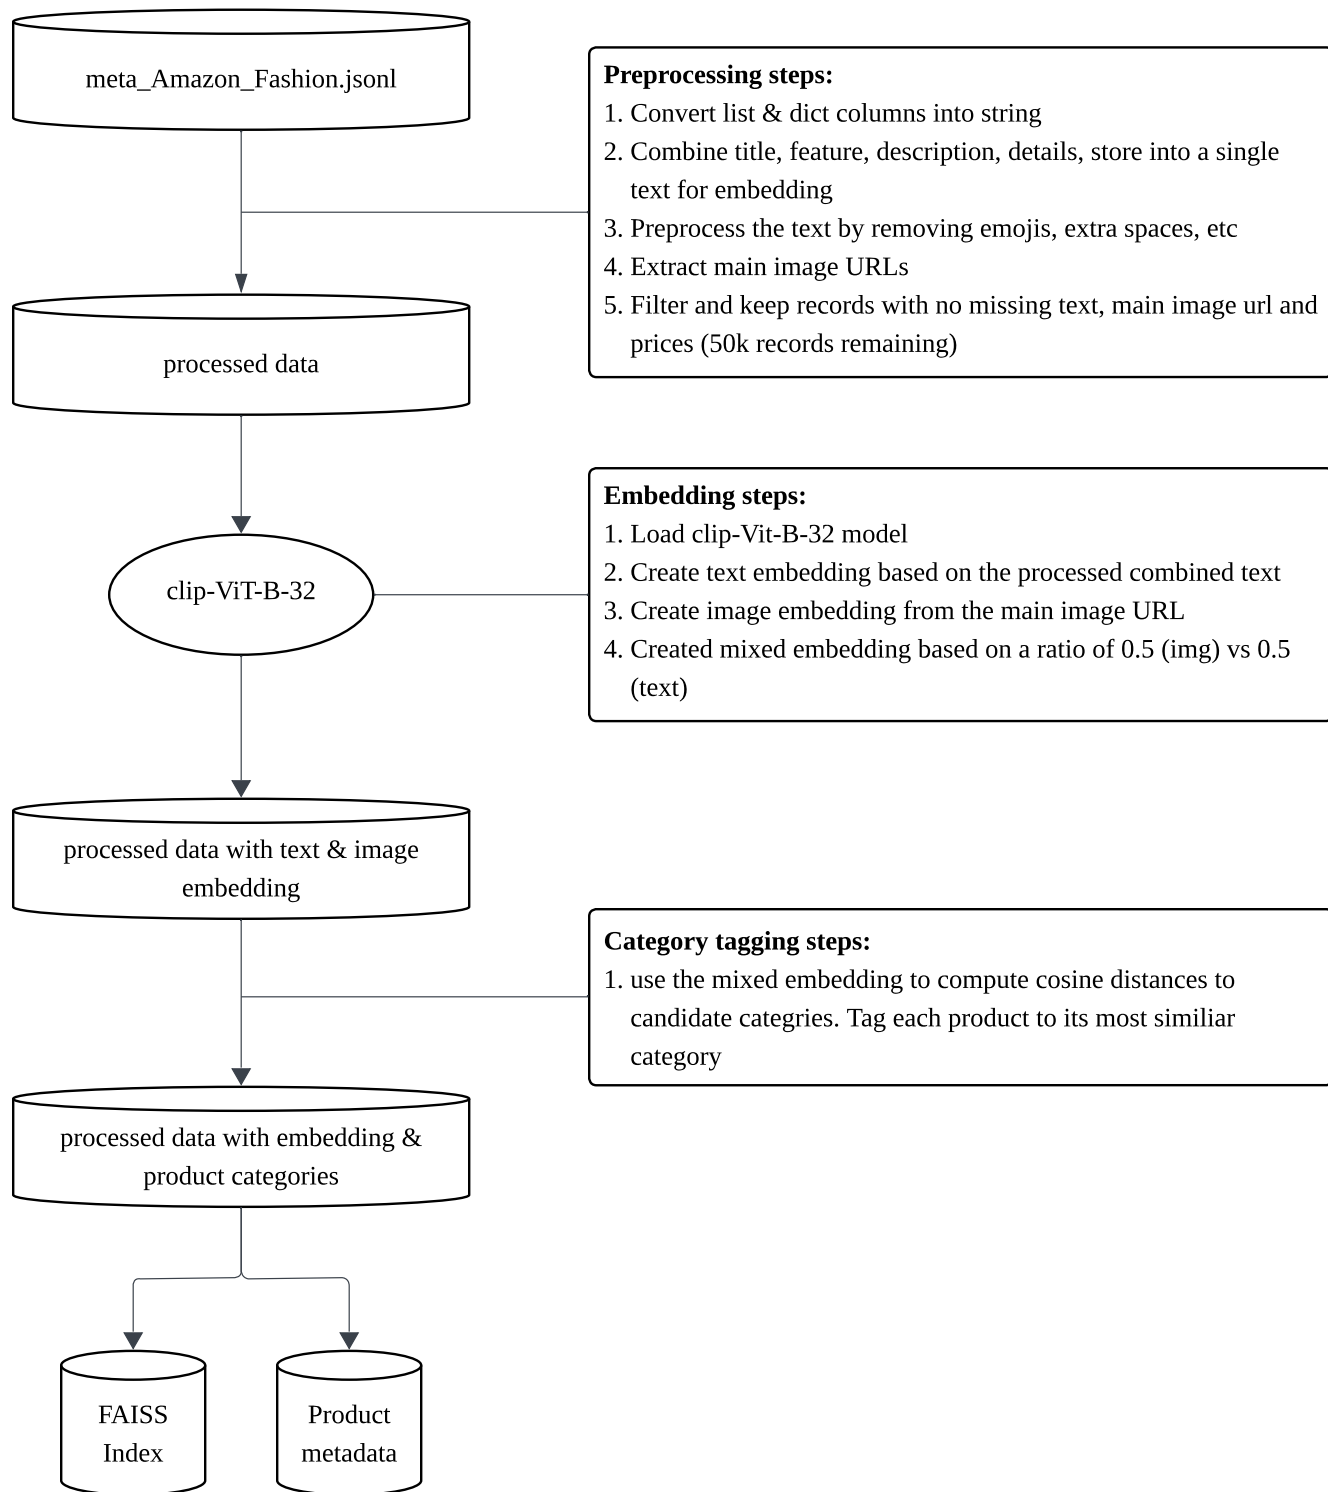 meta_Amazon_Fashion.jsonl
Preprocessing steps:
1. Convert list & dict columns into string
2. Combine title, feature, description, details, store into a single
text for embedding
3. Preprocess the text by removing emojis, extra spaces, etc
4. Extract main image URLs
5. Filter and keep records with no missing text, main image url and
prices (50k records remaining)
processed data
Embedding steps:
1. Load clip-Vit-B-32 model
2. Create text embedding based on the processed combined text
3. Create image embedding from the main image URL
4. Created mixed embedding based on a ratio of 0.5 (img) vs 0.5
(text)
clip-ViT-B-32
processed data with text & image
embedding
Category tagging steps:
1. use the mixed embedding to compute cosine distances to
candidate categries. Tag each product to its most similiar
category
processed data with embedding &
product categories
FAISS
Index
Product
metadata